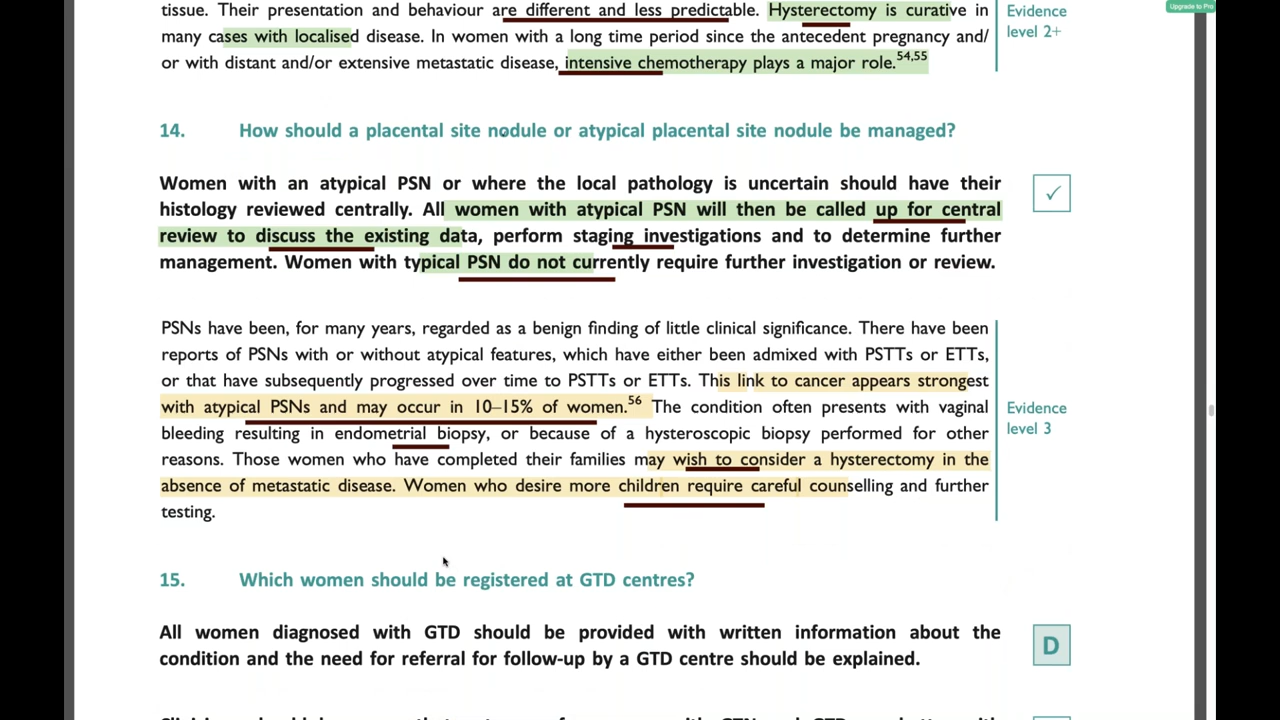 Upgrade to Pro
tissue. Their presentation and behaviour are different and less predictable. Hysterectomy is curative in
many cases with localised disease. In women with a long time period since the antecedent pregnancy and/
or with distant and/or extensive metastatic disease, intensive chemotherapy plays a major role.54,55
Evidence
level 2+
14. How should a placental site nodule or atypical placental site nodule be managed?
Women with an atypical PSN or where the local pathology is uncertain should have their
histology reviewed centrally. All women with atypical PSN will then be called up for central
review to discuss the existing data, perform staging investigations and to determine further
management. Women with typical PSN do not currently require further investigation or review.
✓
PSNs have been, for many years, regarded as a benign finding of little clinical significance. There have been
reports of PSNs with or without atypical features, which have either been admixed with PSTTs or ETTs,
or that have subsequently progressed over time to PSTTs or ETTs. This link to cancer appears strongest
with atypical PSNs and may occur in 10–15% of women.56 The condition often presents with vaginal
bleeding resulting in endometrial biopsy, or because of a hysteroscopic biopsy performed for other
reasons. Those women who have completed their families may wish to consider a hysterectomy in the
absence of metastatic disease. Women who desire more children require careful counselling and further
testing.
Evidence
level 3
15. Which women should be registered at GTD centres?
All women diagnosed with GTD should be provided with written information about the
condition and the need for referral for follow-up by a GTD centre should be explained.
D